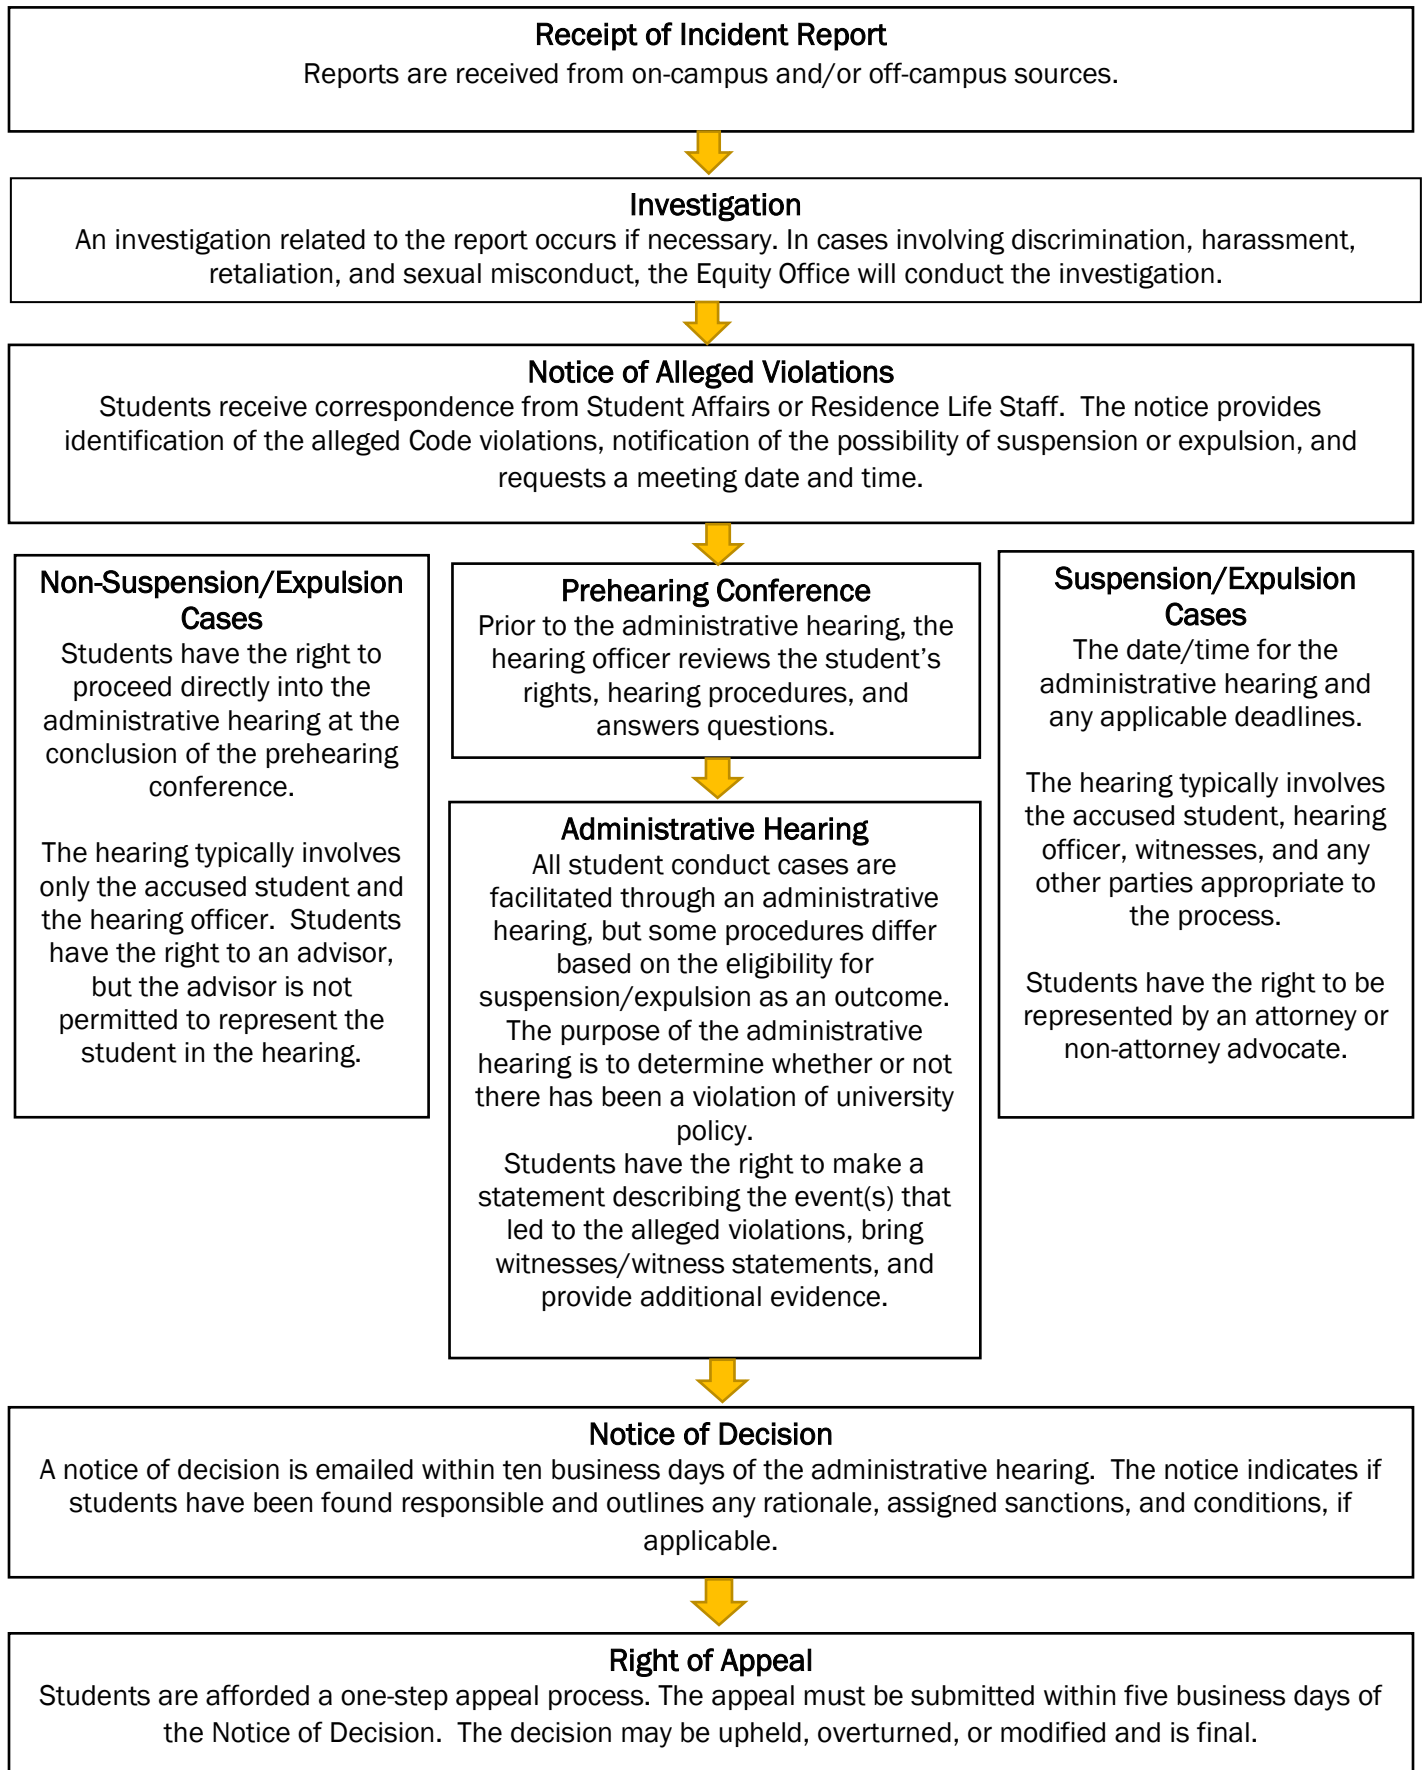 Receipt of Incident Report
Reports are received from on-campus and/or off-campus sources.
Investigation
An investigation related to the report occurs if necessary. In cases involving discrimination, harassment,
retaliation, and sexual misconduct, the Equity Office will conduct the investigation.
Notice of Alleged Violations
Students receive correspondence from Student Affairs or Residence Life Staff.  The notice provides
identification of the alleged Code violations, notification of the possibility of suspension or expulsion, and
requests a meeting date and time.
Non-Suspension/Expulsion
Cases
Students have the right to
proceed directly into the
administrative hearing at the
conclusion of the prehearing
conference.
The hearing typically involves
only the accused student and
the hearing officer.  Students
have the right to an advisor,
but the advisor is not
permitted to represent the
student in the hearing.
Prehearing Conference
Prior to the administrative hearing, the
hearing officer reviews the student's
rights, hearing procedures, and
answers questions.
Administrative Hearing
All student conduct cases are
facilitated through an administrative
hearing, but some procedures differ
based on the eligibility for
suspension/expulsion as an outcome.
The purpose of the administrative
hearing is to determine whether or not
there has been a violation of university
policy.
Students have the right to make a
statement describing the event(s) that
led to the alleged violations, bring
witnesses/witness statements, and
provide additional evidence.
Suspension/Expulsion
Cases
The date/time for the
administrative hearing and
any applicable deadlines.
The hearing typically involves
the accused student, hearing
officer, witnesses, and any
other parties appropriate to
the process.
Students have the right to be
represented by an attorney or
non-attorney advocate.
Notice of Decision
A notice of decision is emailed within ten business days of the administrative hearing.  The notice indicates if
students have been found responsible and outlines any rationale, assigned sanctions, and conditions, if
applicable.
Right of Appeal
Students are afforded a one-step appeal process. The appeal must be submitted within five business days of
the Notice of Decision.  The decision may be upheld, overturned, or modified and is final.